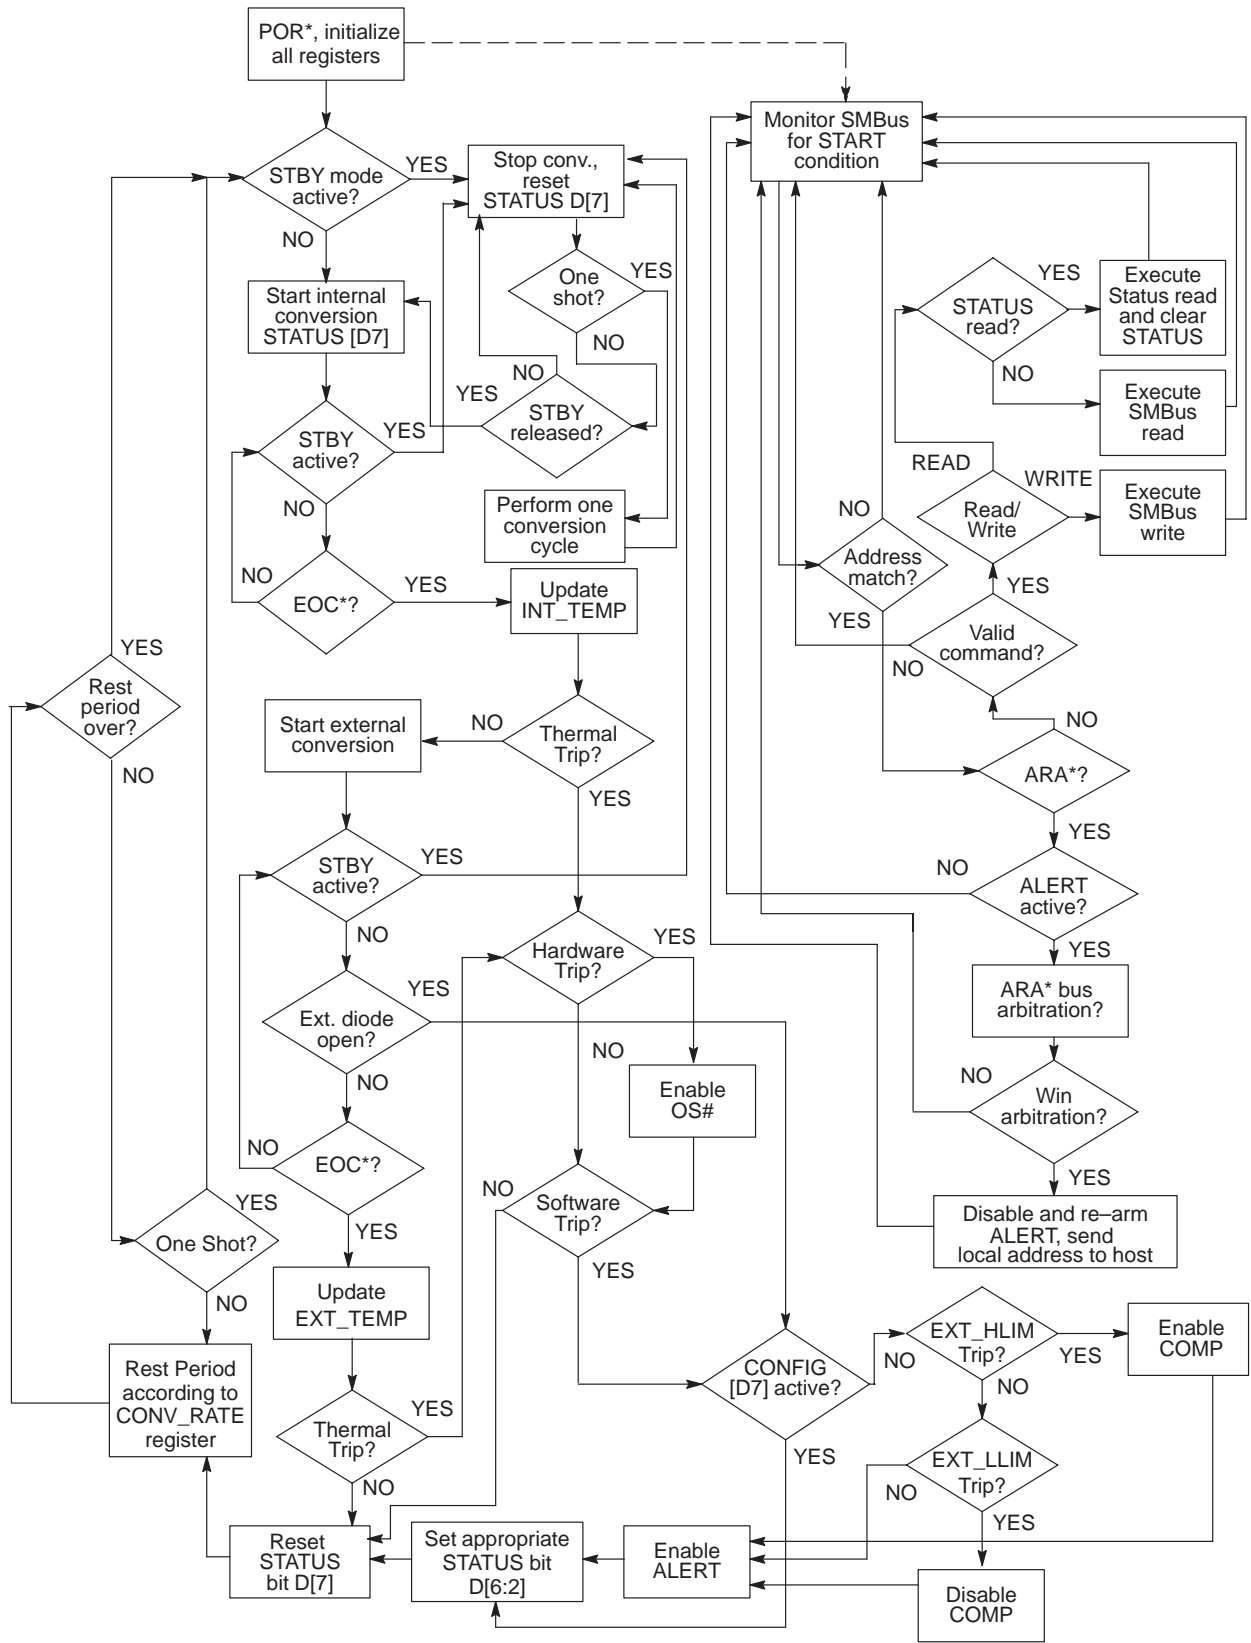 POR*, initialize
all registers
Monitor SMBus
for START
condition
STBY mode
active?
YES
NO
Stop conv.,
reset
STATUS D[7]
One
shot?
YES
NO
Start internal
conversion
STATUS [D7]
STBY
released?
NO
YES
STBY
active?
YES
NO
Perform one
conversion
cycle
EOC*?
NO
YES
Update
INT_TEMP
Rest
period
over?
YES
NO
Start external
conversion
Thermal
Trip?
NO
YES
STBY
active?
YES
NO
Hardware
Trip?
YES
NO
Ext. diode
open?
YES
NO
Enable
OS#
EOC*?
NO
YES
Software
Trip?
NO
YES
One Shot?
YES
NO
Update
EXT_TEMP
Rest Period
according to
CONV_RATE
register
Thermal
Trip?
YES
NO
Reset
STATUS
bit D[7]
Set appropriate
STATUS bit
D[6:2]
Enable
ALERT
CONFIG
[D7] active?
NO
YES
EXT_HLIM
Trip?
YES
NO
Enable
COMP
EXT_LLIM
Trip?
NO
YES
Disable
COMP
STATUS
read?
YES
NO
Execute
Status read
and clear
STATUS
Execute
SMBus
read
READ
WRITE
Read/
Write
Execute
SMBus
write
Address
match?
NO
YES
YES
Valid
command?
NO
ARA*?
NO
YES
ALERT
active?
NO
YES
ARA* bus
arbitration?
Win
arbitration?
NO
YES
Disable and re–arm
ALERT, send
local address to host